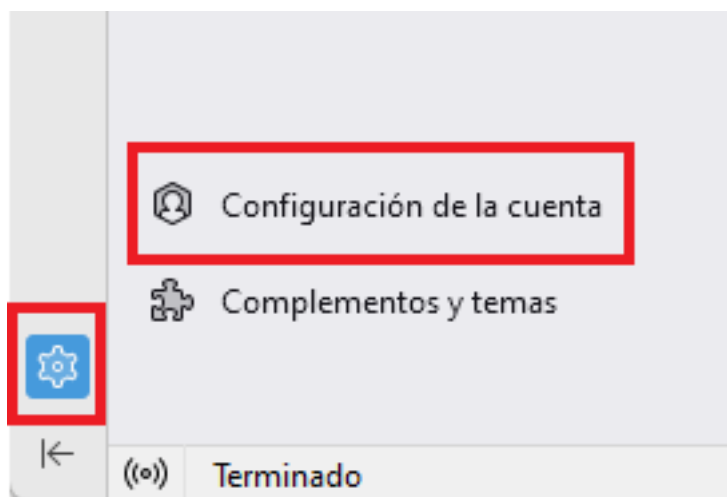 Configuración de la cuenta
Complementos y temas
Terminado